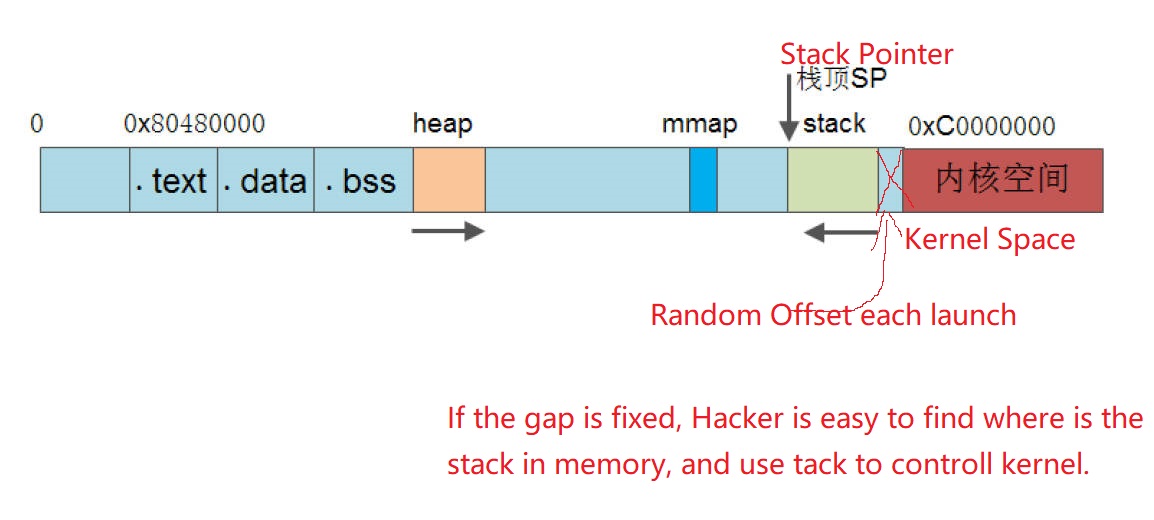 Stack Pointer
栈顶SP
0 0x80480000 heap mmap stack 0xC0000000
.text .data .bss 内核空间
Kernel Space
Random Offset each launch
If the gap is fixed, Hacker is easy to find where is the
stack in memory, and use tack to controll kernel.